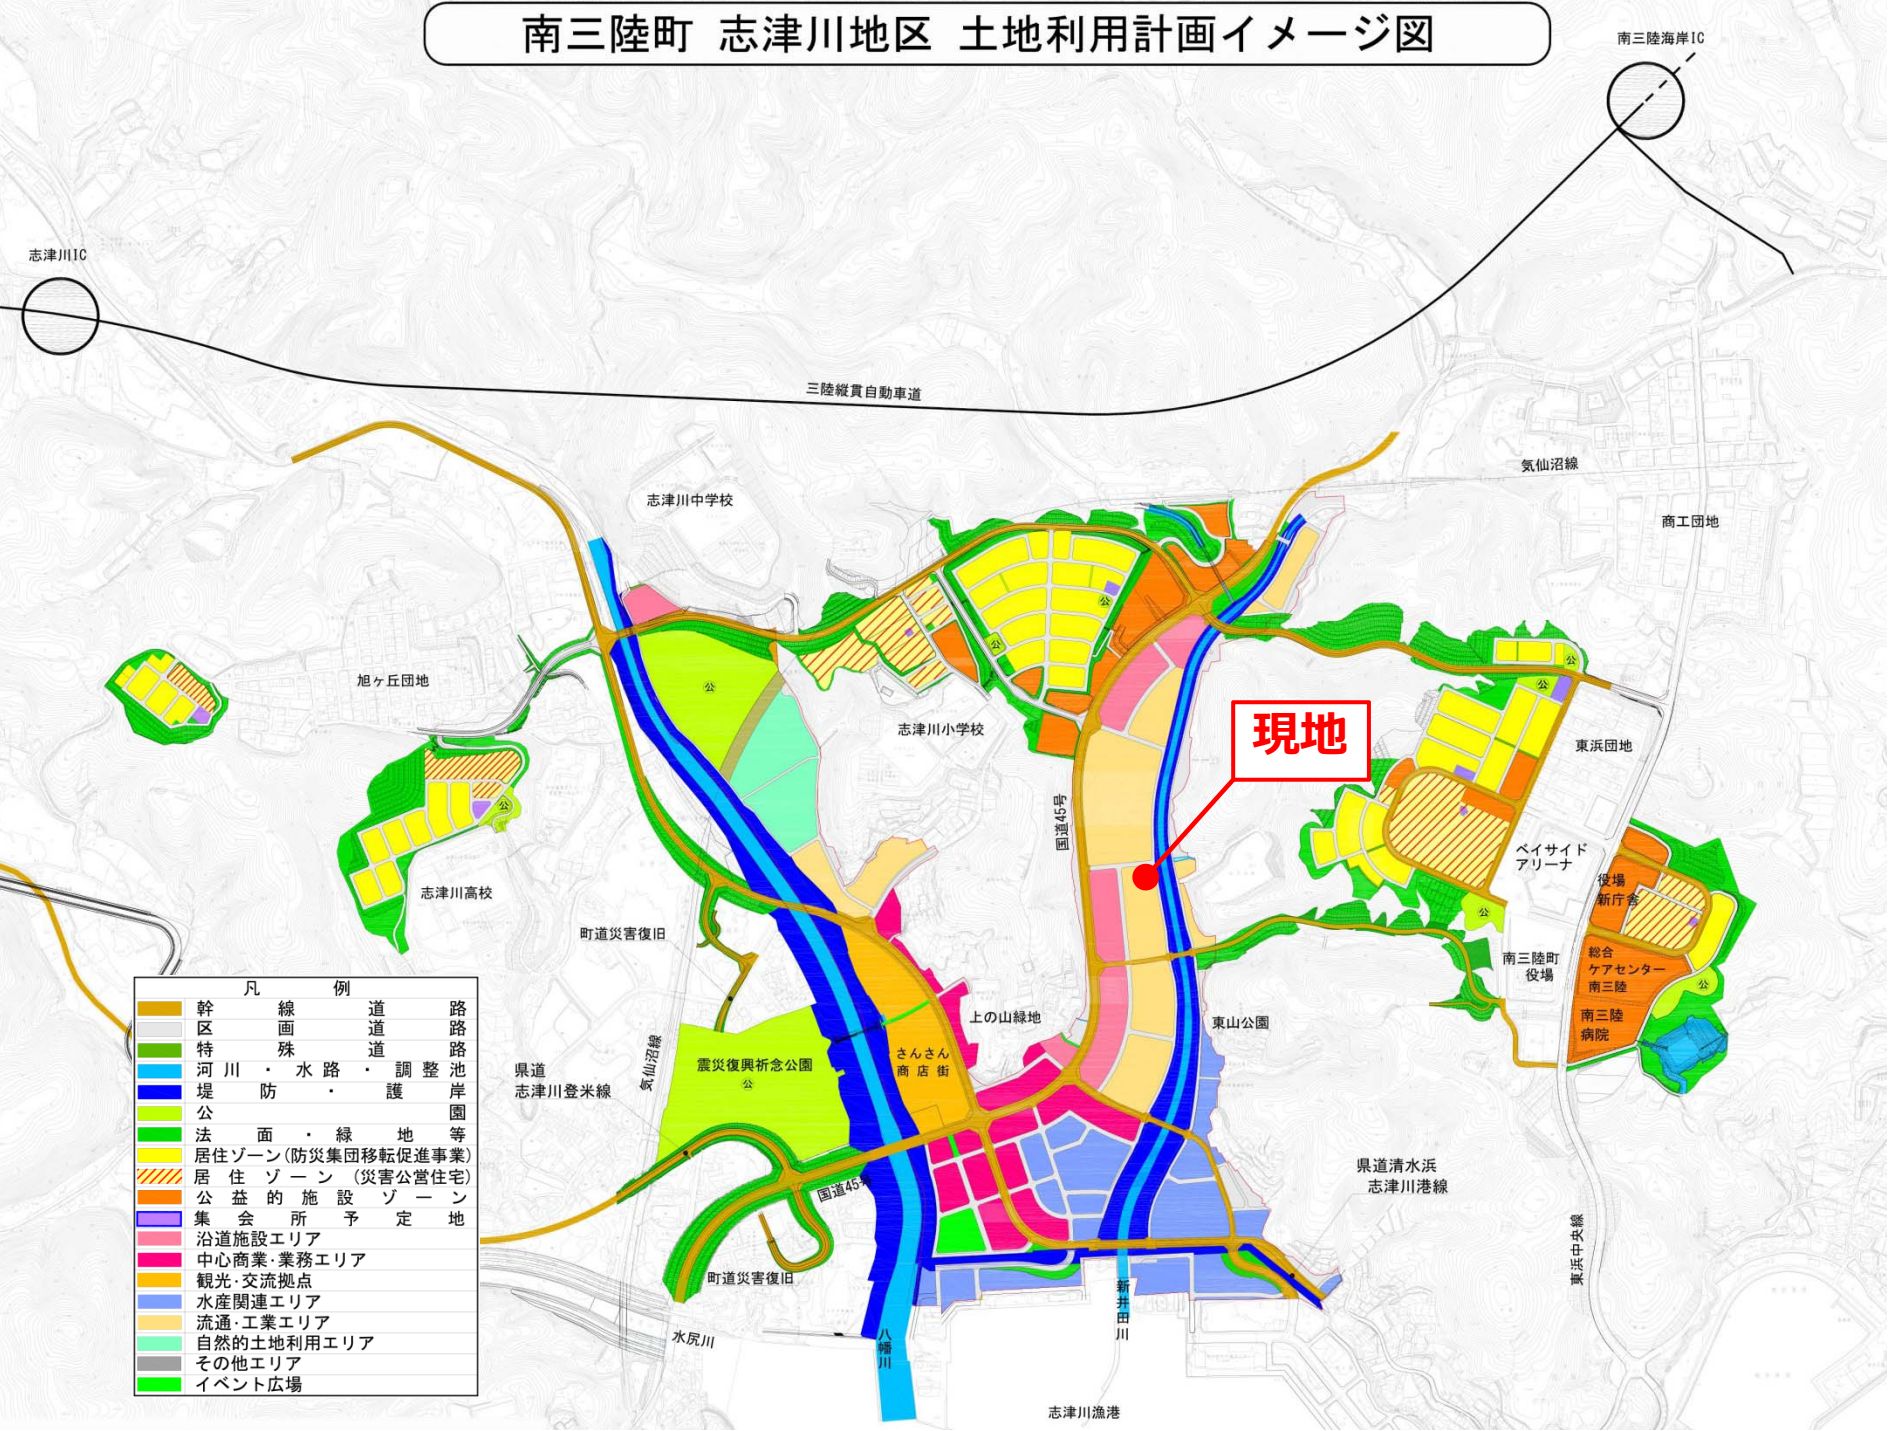 南三陸町 志津川地区 土地利用計画イメージ図
南三陸海岸IC
志津川IC
三陸縦貫自動車道
気仙沼線
志津川中学校
商工団地
公
公
公
公
旭ヶ丘団地
公
志津川小学校
現地
東浜団地
国道45号
公
ベイサイド
アリーナ
志津川高校
役場
新庁舎
公
町道災害復旧
南三陸町
役場
総合
ケアセンター
南三陸
公
上の山緑地
東山公園
南三陸
病院
気仙沼線
震災復興祈念公園
公
さんさん
商店街
県道
志津川登米線
県道清水浜
志津川港線
国道45号
東浜中央線
町道災害復旧
新井田川
水尻川
八幡川
志津川漁港
凡例
幹線道路
区画道路
特殊道路
河川・水路・調整池
堤防・護岸
公園
法面・緑地等
居住ゾーン(防災集団移転促進事業)
居住ゾーン(災害公営住宅)
公益的施設ゾーン
集会所予定地
沿道施設エリア
中心商業・業務エリア
観光・交流拠点
水産関連エリア
流通・工業エリア
自然的土地利用エリア
その他エリア
イベント広場